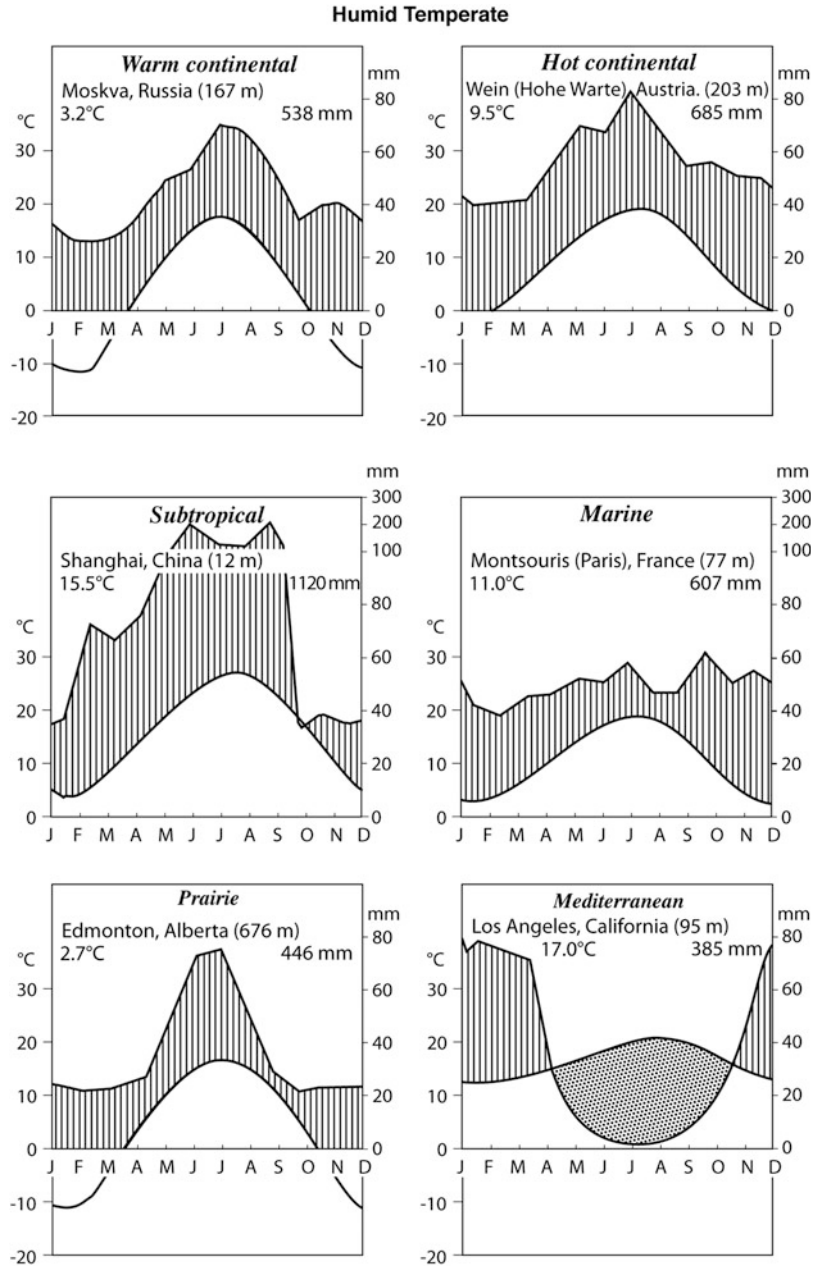 Humid Temperate
Warm continental
mm
Moskva, Russia (167 m)
3.2°C 538 mm
°C
80
60
40
20
0
30
20
10
0
-10
-20
J F M A M J J A S O N D
Hot continental
mm
Wein (Hohe Warte), Austria. (203 m)
9.5°C 685 mm
°C
80
60
40
20
0
30
20
10
0
-10
-20
J F M A M J J A S O N D
Subtropical
mm
300
200
100
Shanghai, China (12 m)
15.5°C 1120 mm
°C
80
60
40
20
0
30
20
10
0
J F M A M J J A S O N D
Marine
mm
300
200
100
Montsouris (Paris), France (77 m)
11.0°C 607 mm
°C
80
60
40
20
0
30
20
10
0
J F M A M J J A S O N D
Prairie
mm
Edmonton, Alberta (676 m)
2.7°C 446 mm
°C
80
60
40
20
0
30
20
10
0
-10
-20
J F M A M J J A S O N D
Mediterranean
mm
Los Angeles, California (95 m)
17.0°C 385 mm
°C
80
60
40
20
0
30
20
10
0
-10
-20
J F M A M J J A S O N D